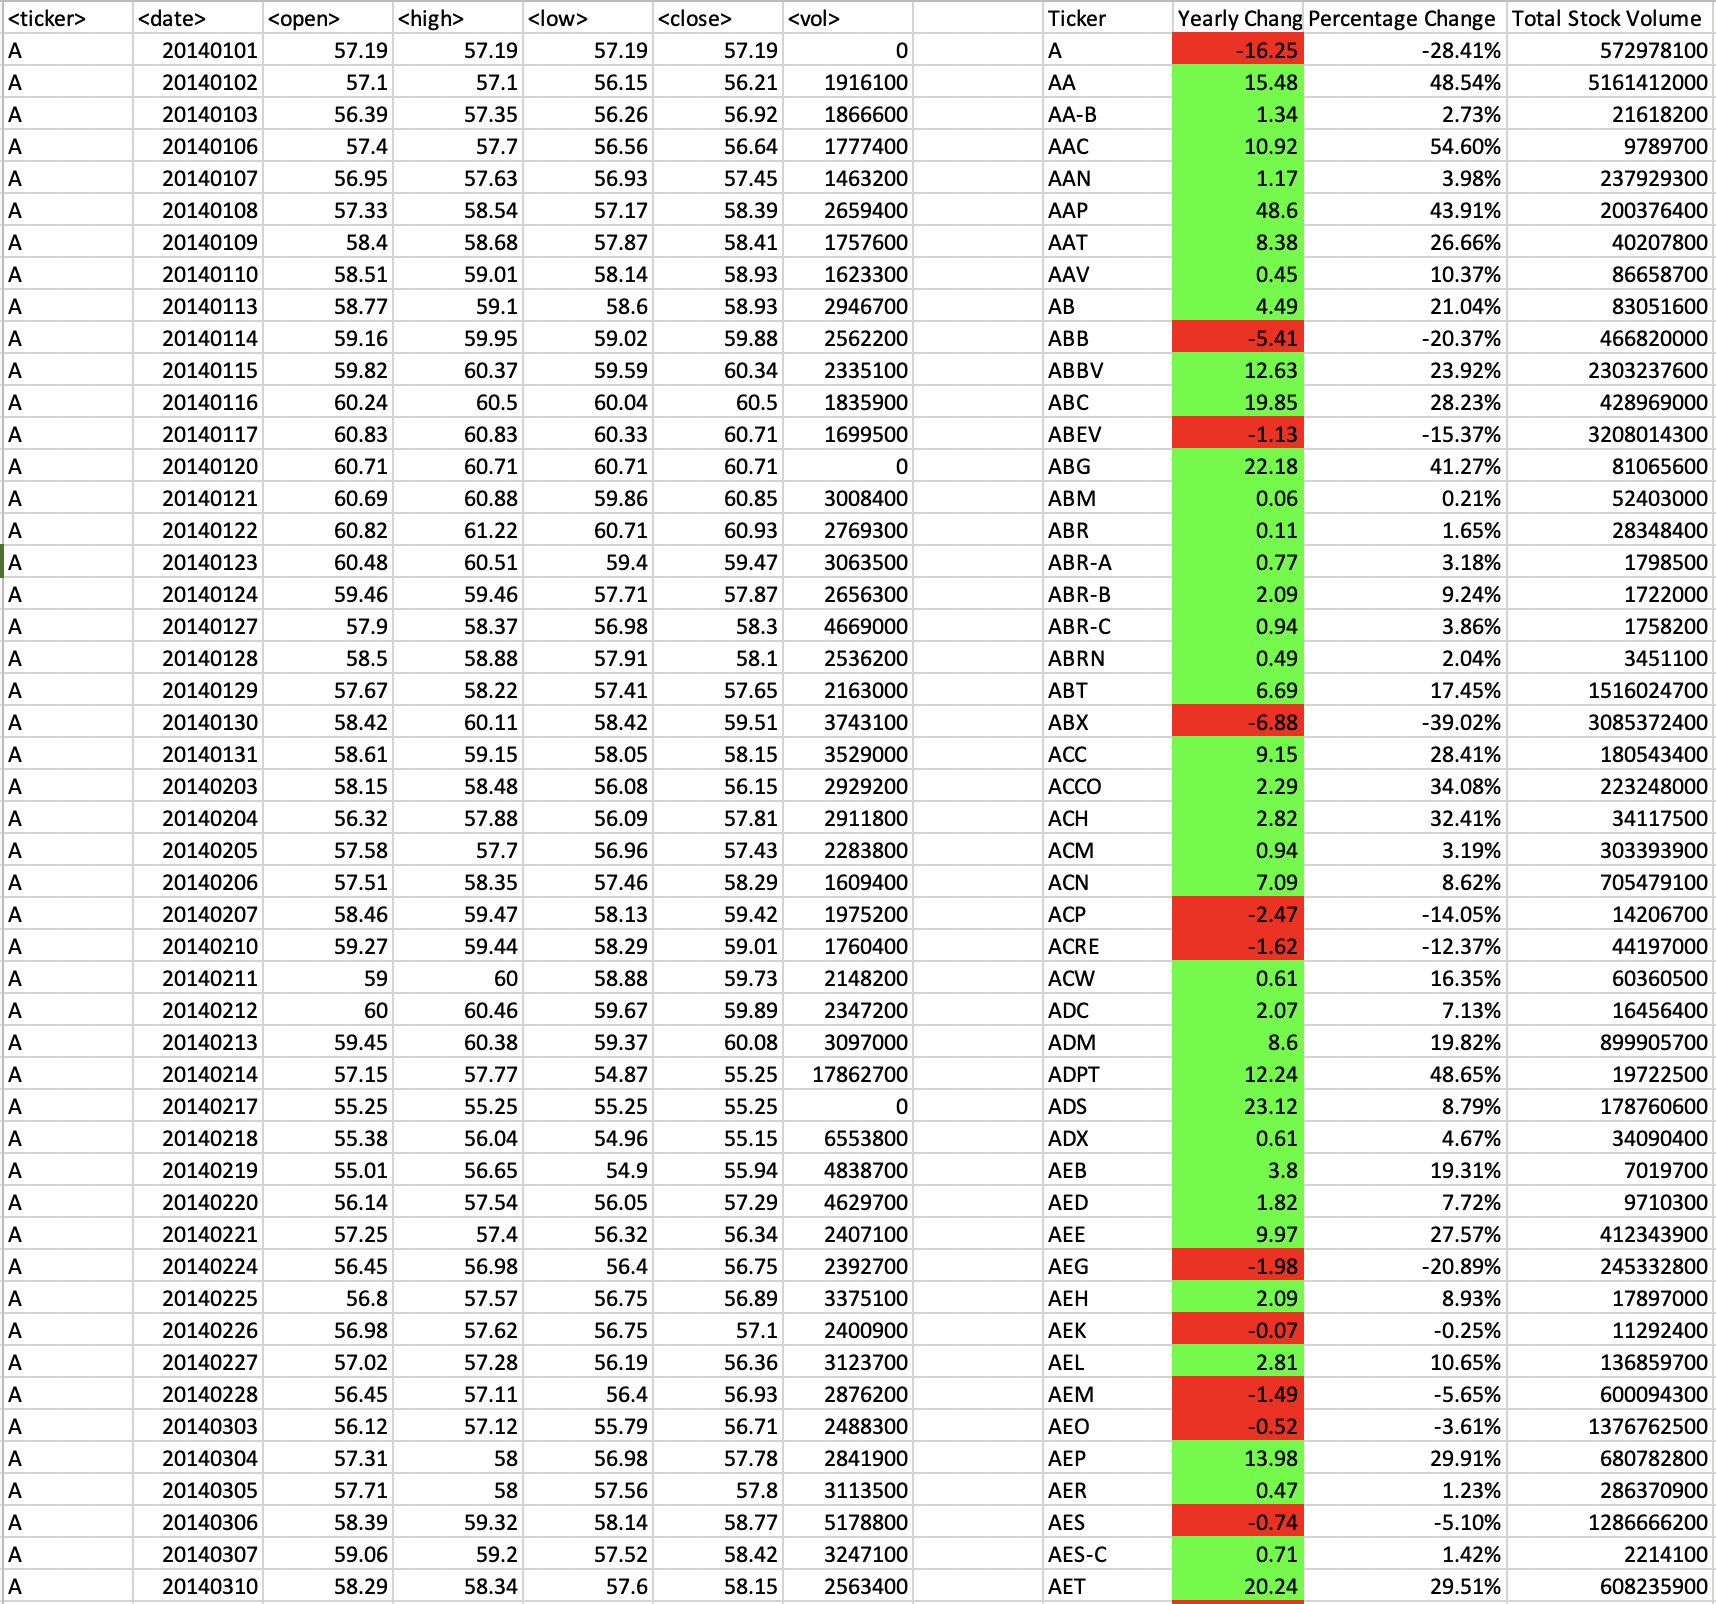 <ticker> <date> <open> <high> <low> <close> <vol> Ticker Yearly Chang Percentage Change Total Stock Volume
A 20140101 57.19 57.19 57.19 57.19 0 A -16.25 -28.41% 572978100
A 20140102 57.1 57.1 56.15 56.21 1916100 AA 15.48 48.54% 5161412000
A 20140103 56.39 57.35 56.26 56.92 1866600 AA-B 1.34 2.73% 21618200
A 20140106 57.4 57.7 56.56 56.64 1777400 AAC 10.92 54.60% 9789700
A 20140107 56.95 57.63 56.93 57.45 1463200 AAN 1.17 3.98% 237929300
A 20140108 57.33 58.54 57.17 58.39 2659400 AAP 48.6 43.91% 200376400
A 20140109 58.4 58.68 57.87 58.41 1757600 AAT 8.38 26.66% 40207800
A 20140110 58.51 59.01 58.14 58.93 1623300 AAV 0.45 10.37% 86658700
A 20140113 58.77 59.1 58.6 58.93 2946700 AB 4.49 21.04% 83051600
A 20140114 59.16 59.95 59.02 59.88 2562200 ABB -5.41 -20.37% 466820000
A 20140115 59.82 60.37 59.59 60.34 2335100 ABBV 12.63 23.92% 2303237600
A 20140116 60.24 60.5 60.04 60.5 1835900 ABC 19.85 28.23% 428969000
A 20140117 60.83 60.83 60.33 60.71 1699500 ABEV -1.13 -15.37% 3208014300
A 20140120 60.71 60.71 60.71 60.71 0 ABG 22.18 41.27% 81065600
A 20140121 60.69 60.88 59.86 60.85 3008400 ABM 0.06 0.21% 52403000
A 20140122 60.82 61.22 60.71 60.93 2769300 ABR 0.11 1.65% 28348400
A 20140123 60.48 60.51 59.4 59.47 3063500 ABR-A 0.77 3.18% 1798500
A 20140124 59.46 59.46 57.71 57.87 2656300 ABR-B 2.09 9.24% 1722000
A 20140127 57.9 58.37 56.98 58.3 4669000 ABR-C 0.94 3.86% 1758200
A 20140128 58.5 58.88 57.91 58.1 2536200 ABRN 0.49 2.04% 3451100
A 20140129 57.67 58.22 57.41 57.65 2163000 ABT 6.69 17.45% 1516024700
A 20140130 58.42 60.11 58.42 59.51 3743100 ABX -6.88 -39.02% 3085372400
A 20140131 58.61 59.15 58.05 58.15 3529000 ACC 9.15 28.41% 180543400
A 20140203 58.15 58.48 56.08 56.15 2929200 ACCO 2.29 34.08% 223248000
A 20140204 56.32 57.88 56.09 57.81 2911800 ACH 2.82 32.41% 34117500
A 20140205 57.58 57.7 56.96 57.43 2283800 ACM 0.94 3.19% 303393900
A 20140206 57.51 58.35 57.46 58.29 1609400 ACN 7.09 8.62% 705479100
A 20140207 58.46 59.47 58.13 59.42 1975200 ACP -2.47 -14.05% 14206700
A 20140210 59.27 59.44 58.29 59.01 1760400 ACRE -1.62 -12.37% 44197000
A 20140211 59 60 58.88 59.73 2148200 ACW 0.61 16.35% 60360500
A 20140212 60 60.46 59.67 59.89 2347200 ADC 2.07 7.13% 16456400
A 20140213 59.45 60.38 59.37 60.08 3097000 ADM 8.6 19.82% 899905700
A 20140214 57.15 57.77 54.87 55.25 17862700 ADPT 12.24 48.65% 19722500
A 20140217 55.25 55.25 55.25 55.25 0 ADS 23.12 8.79% 178760600
A 20140218 55.38 56.04 54.96 55.15 6553800 ADX 0.61 4.67% 34090400
A 20140219 55.01 56.65 54.9 55.94 4838700 AEB 3.8 19.31% 7019700
A 20140220 56.14 57.54 56.05 57.29 4629700 AED 1.82 7.72% 9710300
A 20140221 57.25 57.4 56.32 56.34 2407100 AEE 9.97 27.57% 412343900
A 20140224 56.45 56.98 56.4 56.75 2392700 AEG -1.98 -20.89% 245332800
A 20140225 56.8 57.57 56.75 56.89 3375100 AEH 2.09 8.93% 17897000
A 20140226 56.98 57.62 56.75 57.1 2400900 AEK -0.07 -0.25% 11292400
A 20140227 57.02 57.28 56.19 56.36 3123700 AEL 2.81 10.65% 136859700
A 20140228 56.45 57.11 56.4 56.93 2876200 AEM -1.49 -5.65% 600094300
A 20140303 56.12 57.12 55.79 56.71 2488300 AEO -0.52 -3.61% 1376762500
A 20140304 57.31 58 56.98 57.78 2841900 AEP 13.98 29.91% 680782800
A 20140305 57.71 58 57.56 57.8 3113500 AER 0.47 1.23% 286370900
A 20140306 58.39 59.32 58.14 58.77 5178800 AES -0.74 -5.10% 1286666200
A 20140307 59.06 59.2 57.52 58.42 3247100 AES-C 0.71 1.42% 2214100
A 20140310 58.29 58.34 57.6 58.15 2563400 AET 20.24 29.51% 608235900